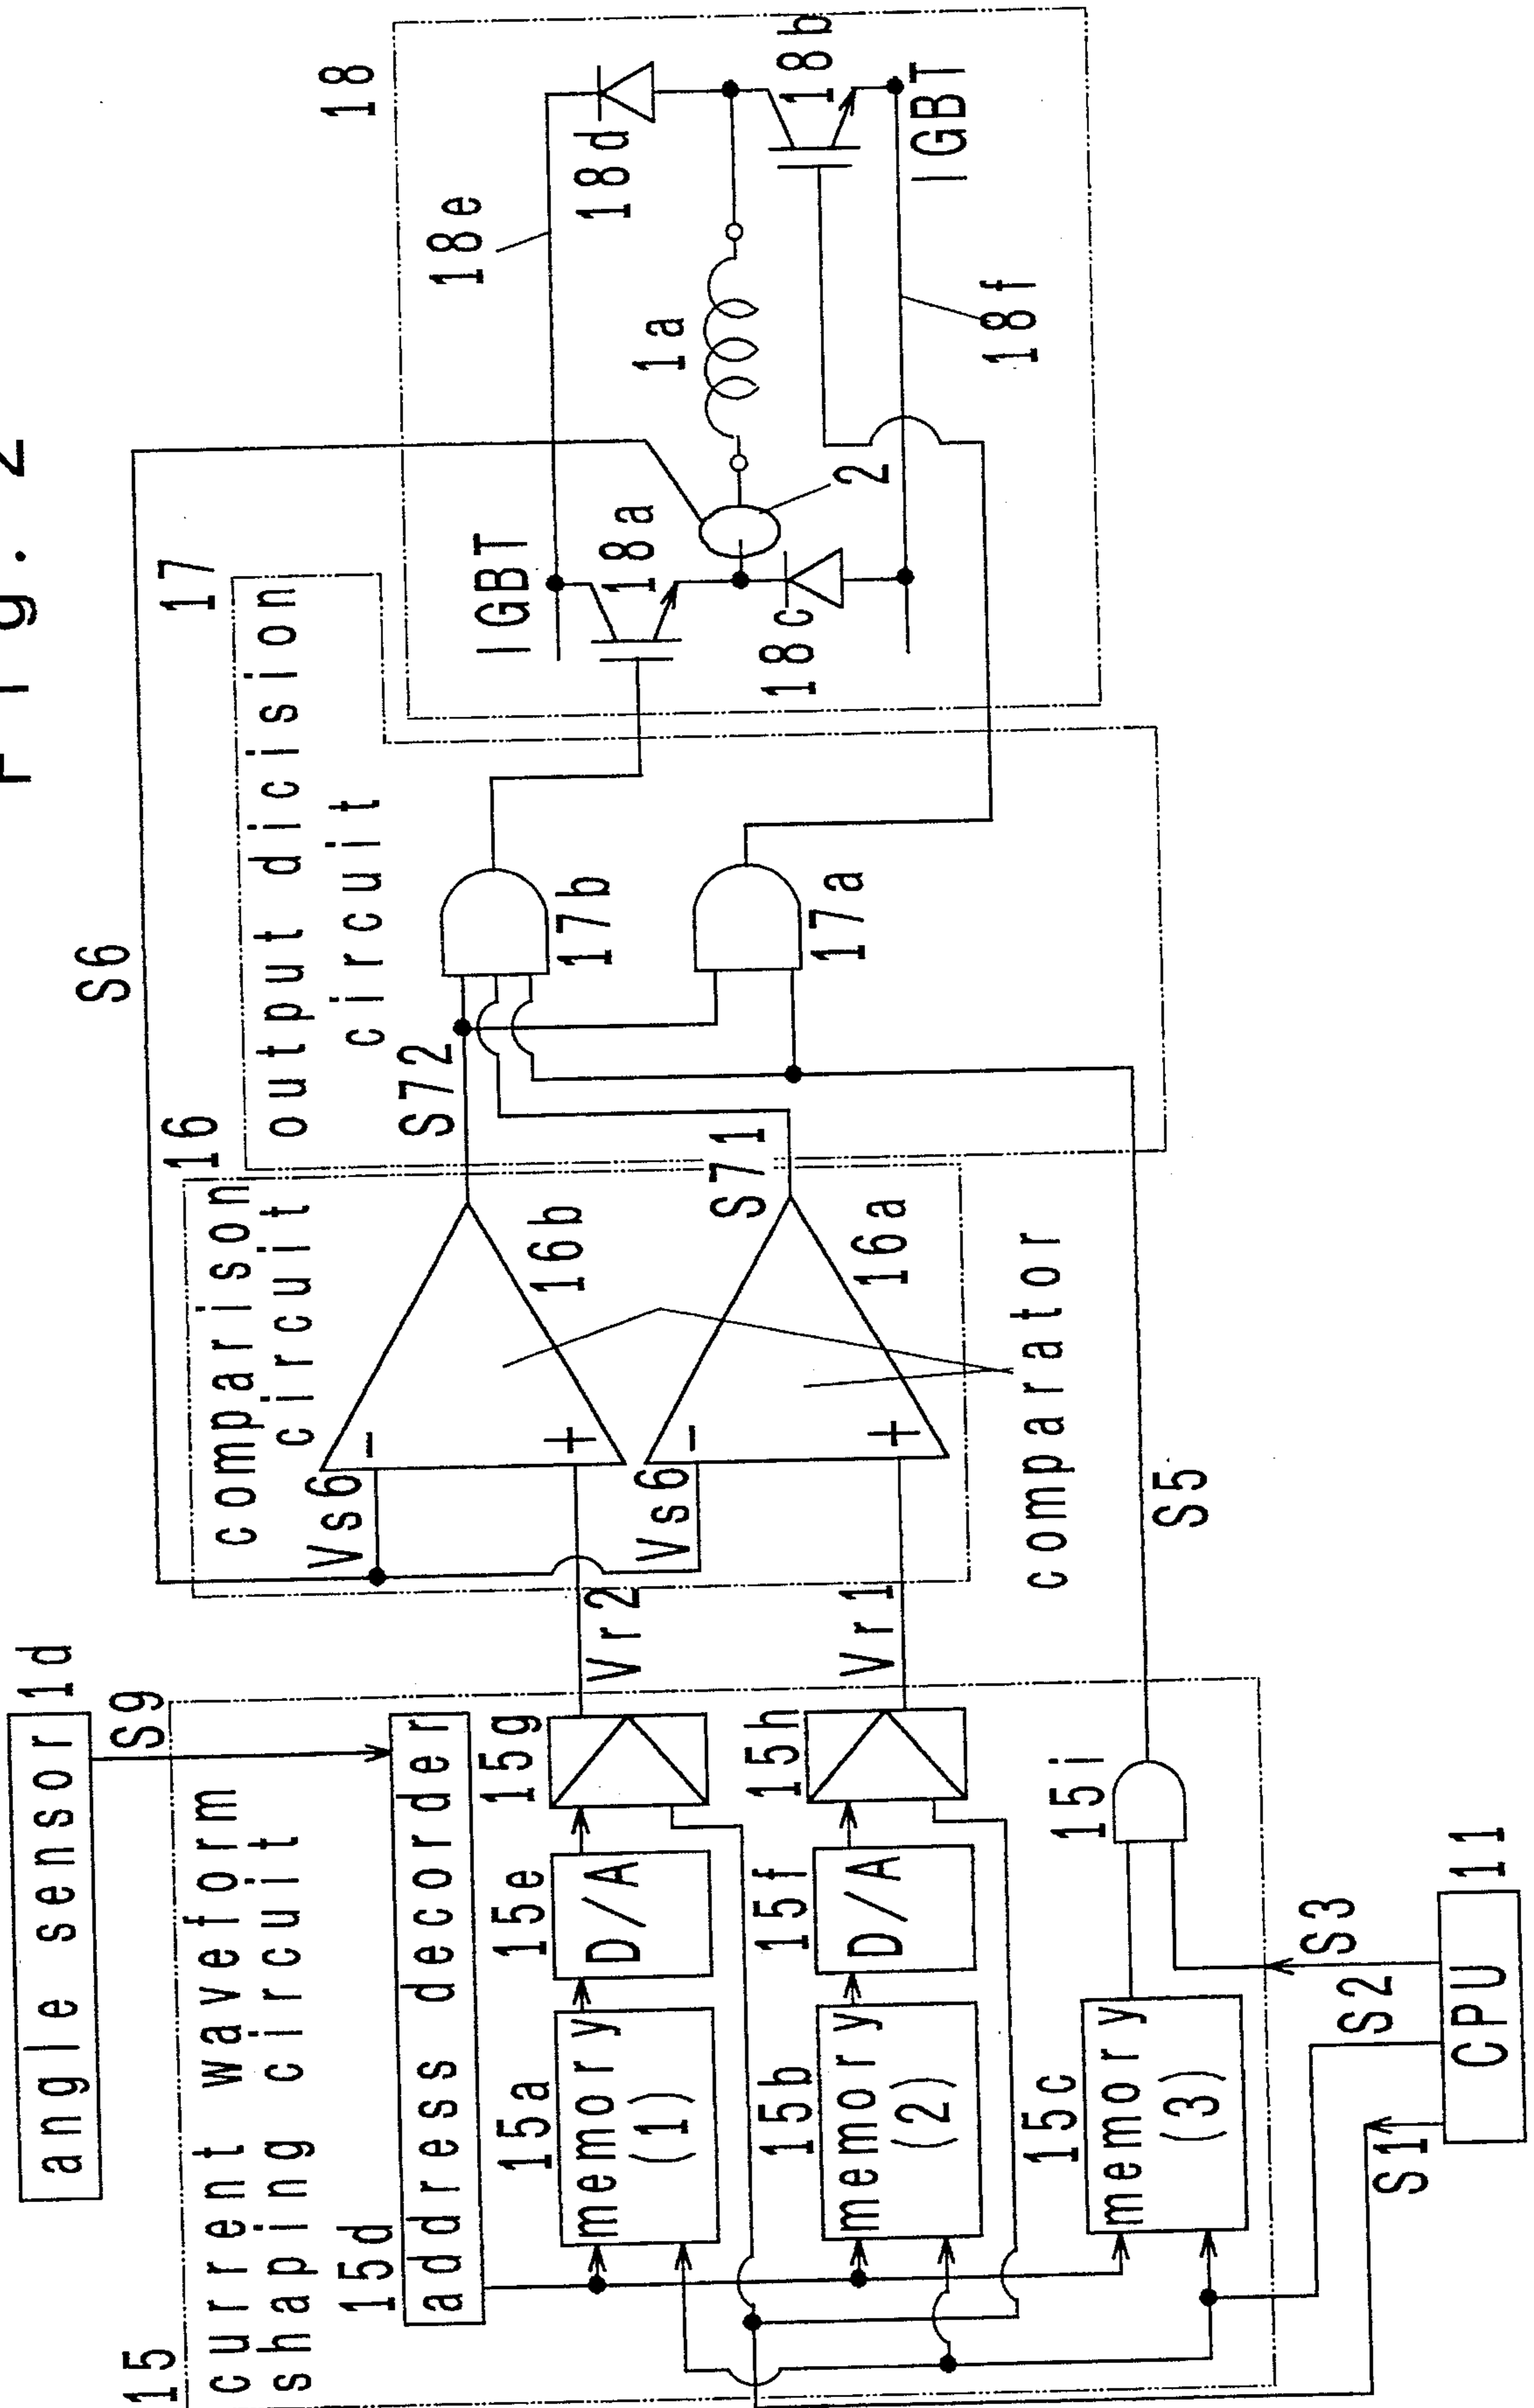 Fig. 2
angle sensor
1d
S9
S6
15
current waveform
shaping circuit
15d
address decorder
16
comparison
circuit
17
output dicision
circuit
18
15a
memory
(1)
15e
D/A
15g
Vr2
Vs6
−
+
16b
S72
17b
IGBT
18a
18e
18d
18b
1a
2
15b
memory
(2)
15f
D/A
15h
Vr1
Vs6
−
+
16a
S71
17a
18c
18f
IGBT
comparator
15c
memory
(3)
15i
S5
S1
S2
S3
CPU
11